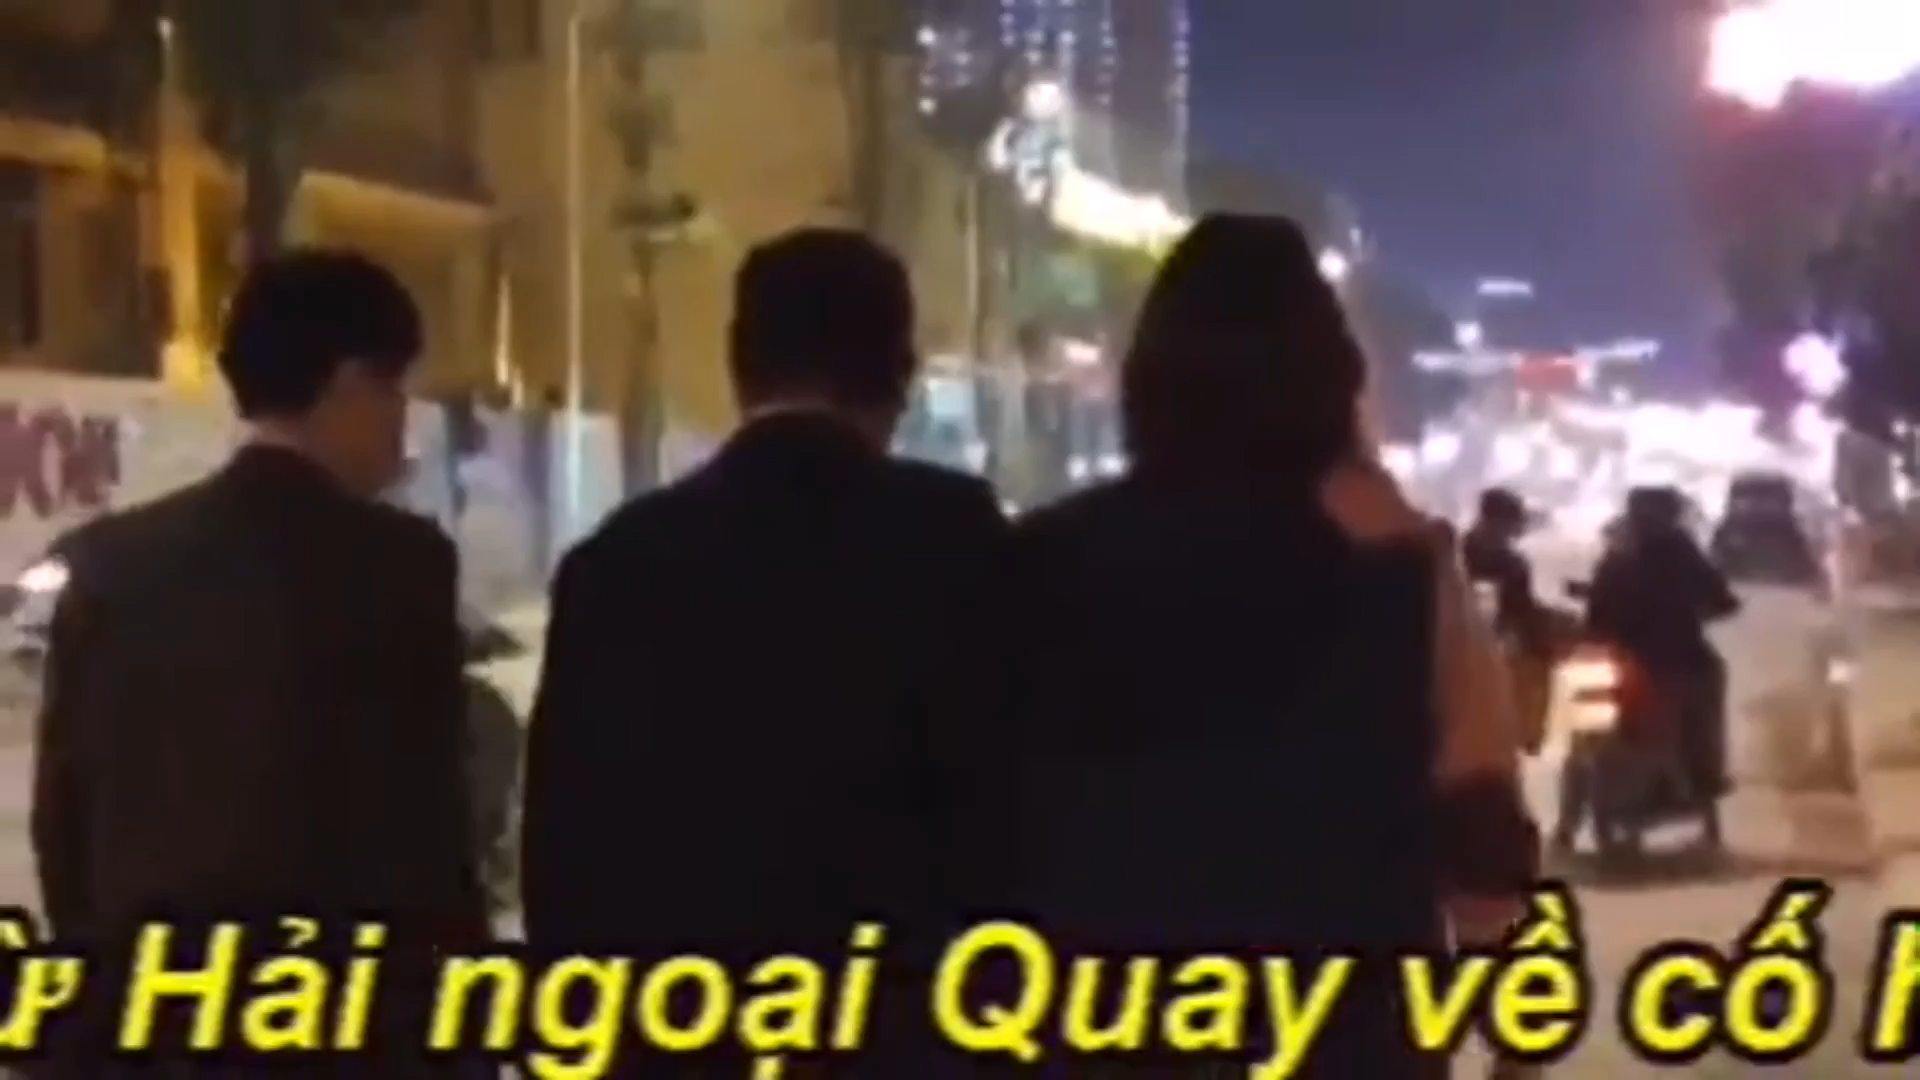 Hải ngoại Quay về cố